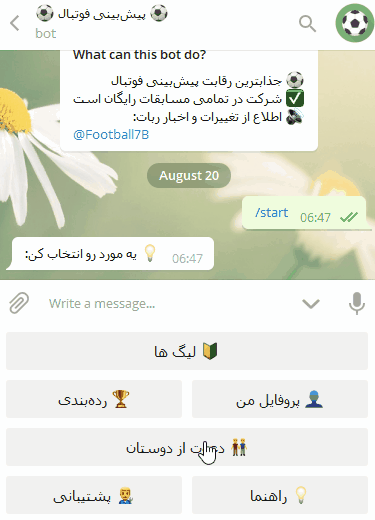 ⚽ پیش‌بینی فوتبال ⚽
bot
What can this bot do?
⚽ جذابترین رقابت پیش‌بینی فوتبال
✅ شرکت در تمامی مسابقات رایگان است
🔊 اطلاع از تغییرات و اخبار ربات:
@Football7B
August 20
/start 06:47
💡 یه مورد رو انتخاب کن: 06:47
Write a message...
🔰 لیگ ها
👤 پروفایل من
🏆 رده‌بندی
👬 دعوت از دوستان
💡 راهنما
👨‍🔧 پشتیبانی